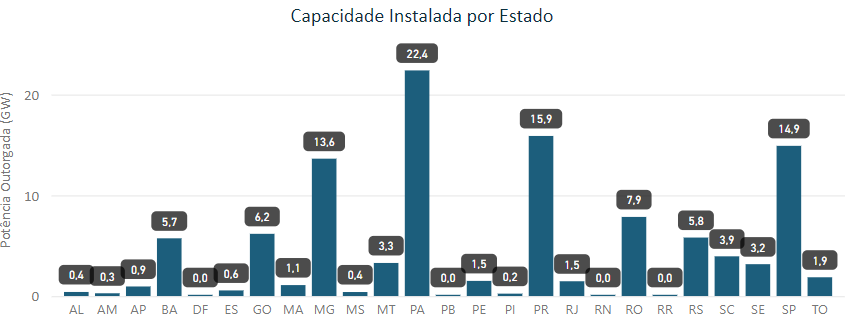 Capacidade Instalada por Estado
Potência Outorgada (GW)
20
10
0
0,4 0,3 0,9 5,7 0,0 0,6 6,2 1,1 13,6 0,4 3,3 22,4 0,0 1,5 0,2 15,9 1,5 0,0 7,9 0,0 5,8 3,9 3,2 14,9 1,9
AL AM AP BA DF ES GO MA MG MS MT PA PB PE PI PR RJ RN RO RR RS SC SE SP TO